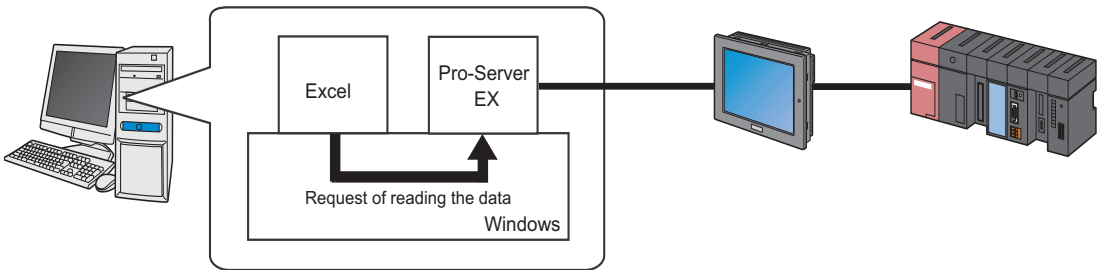 Excel
Pro-Server
EX
Request of reading the data
Windows